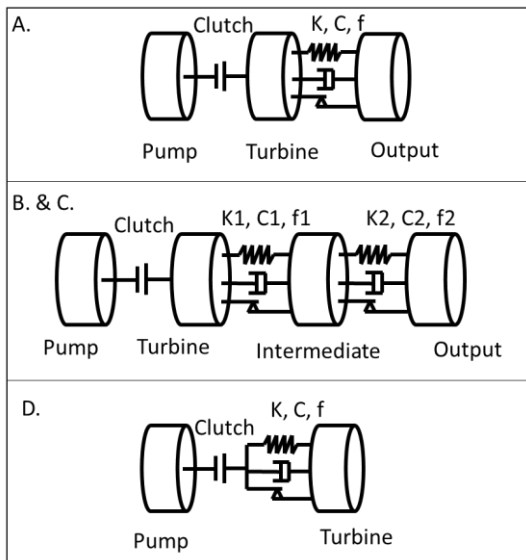 A.
Clutch K, C, f
Pump Turbine Output
B. & C.
Clutch K1, C1, f1 K2, C2, f2
Pump Turbine Intermediate Output
D.
Clutch K, C, f
Pump Turbine